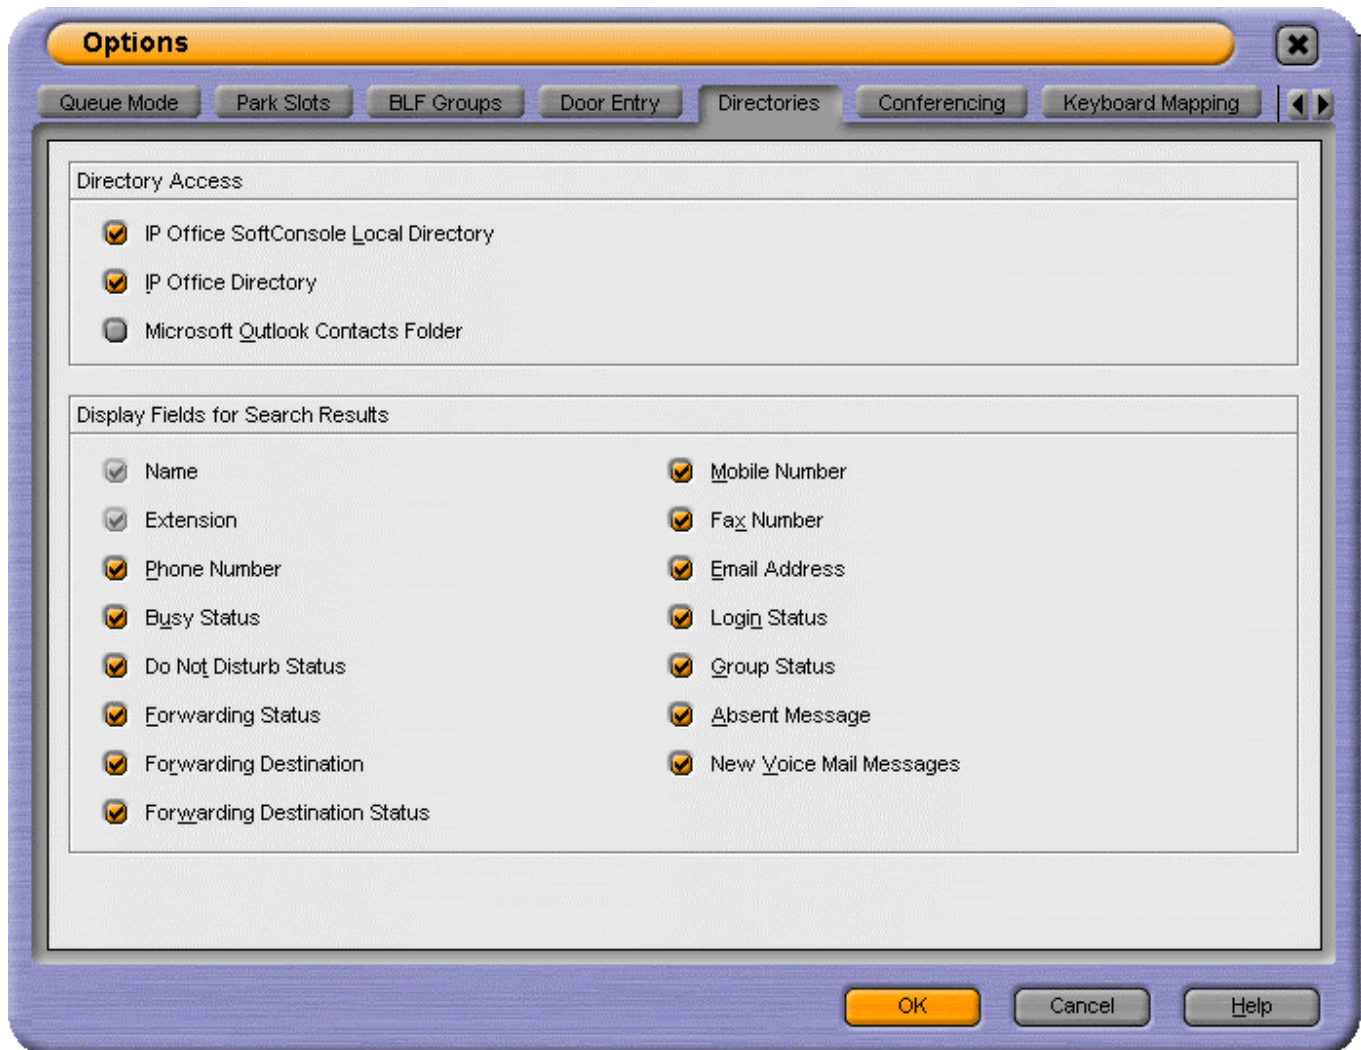 Options
Queue Mode Park Slots BLF Groups Door Entry Directories Conferencing Keyboard Mapping
Directory Access
IP Office SoftConsole Local Directory
IP Office Directory
Microsoft Outlook Contacts Folder
Display Fields for Search Results
Name
Extension
Phone Number
Busy Status
Do Not Disturb Status
Forwarding Status
Forwarding Destination
Forwarding Destination Status
Mobile Number
Fax Number
Email Address
Login Status
Group Status
Absent Message
New Voice Mail Messages
OK Cancel Help